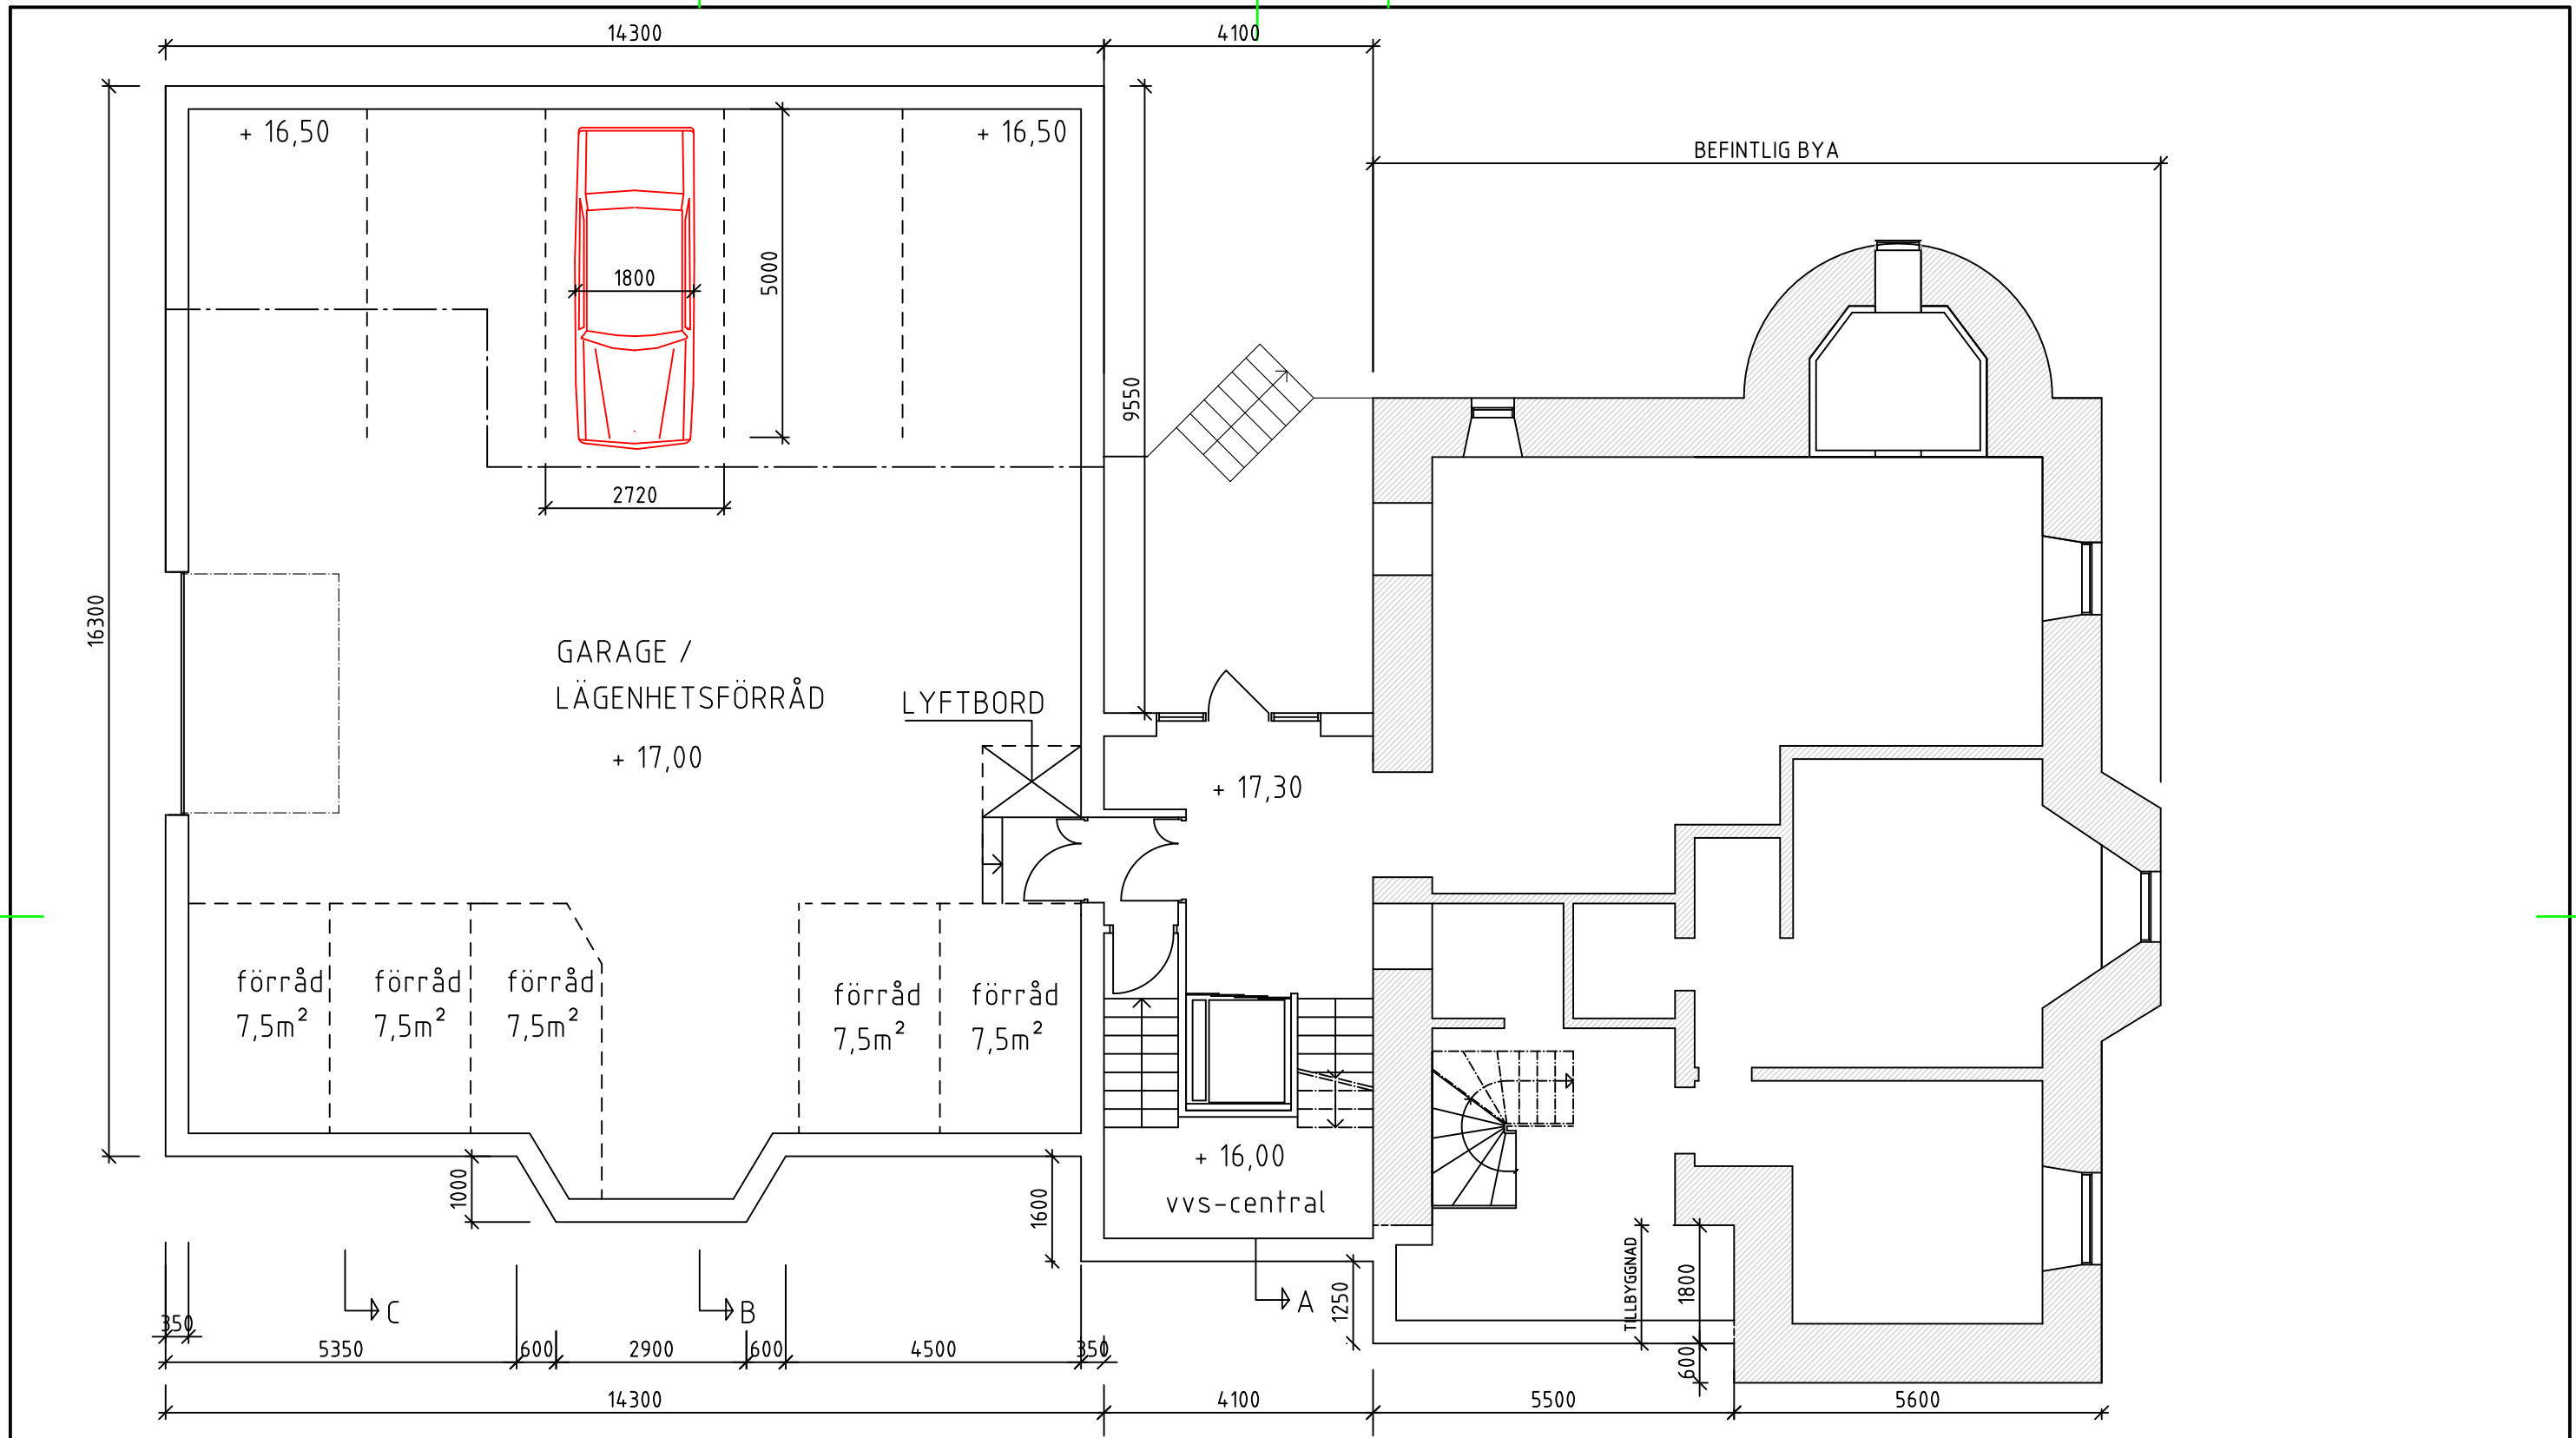 14300
4100
+ 16,50
+ 16,50
BEFINTLIG BYA
1800
5000
9550
2720
16300
GARAGE /
LÄGENHETSFÖRRÅD
+ 17,00
LYFTBORD
+ 17,30
förråd
7,5m²
förråd
7,5m²
förråd
7,5m²
förråd
7,5m²
förråd
7,5m²
+ 16,00
vvs-central
1000
1600
1250
TILLBYGGNAD
1800
600
C
B
A
350
5350
600
2900
600
4500
350
14300
4100
5500
5600